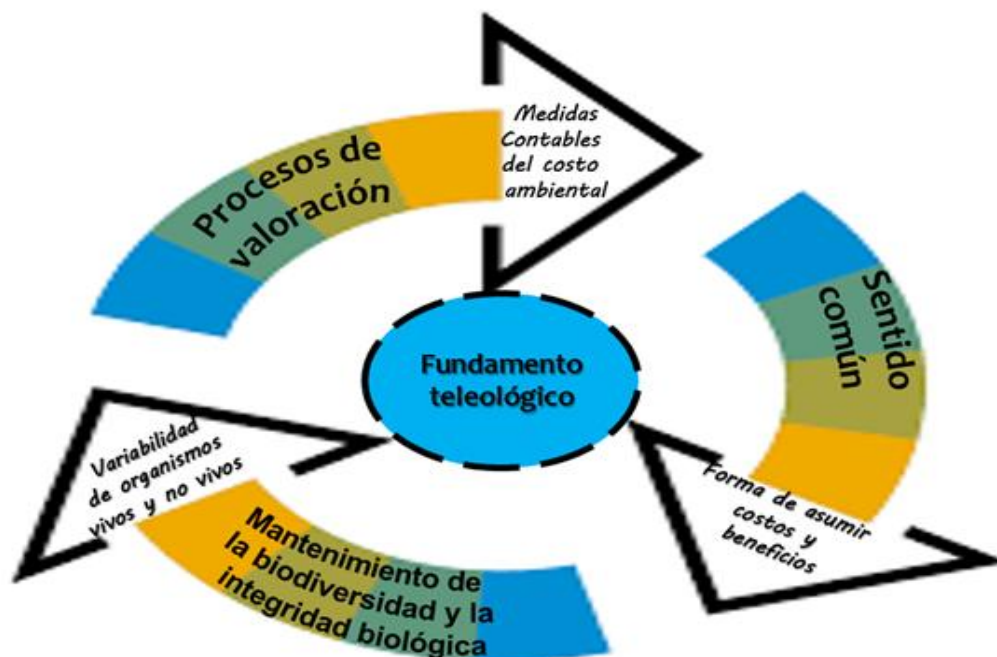 Medidas
Contables
del costo
ambiental
Procesos de
valoración
Sentido
común
Fundamento
teleológico
Variabilidad
de organismos
vivos y no vivos
Forma de asumir
costos y
beneficios
Mantenimiento de
la biodiversidad y la
integridad biológica